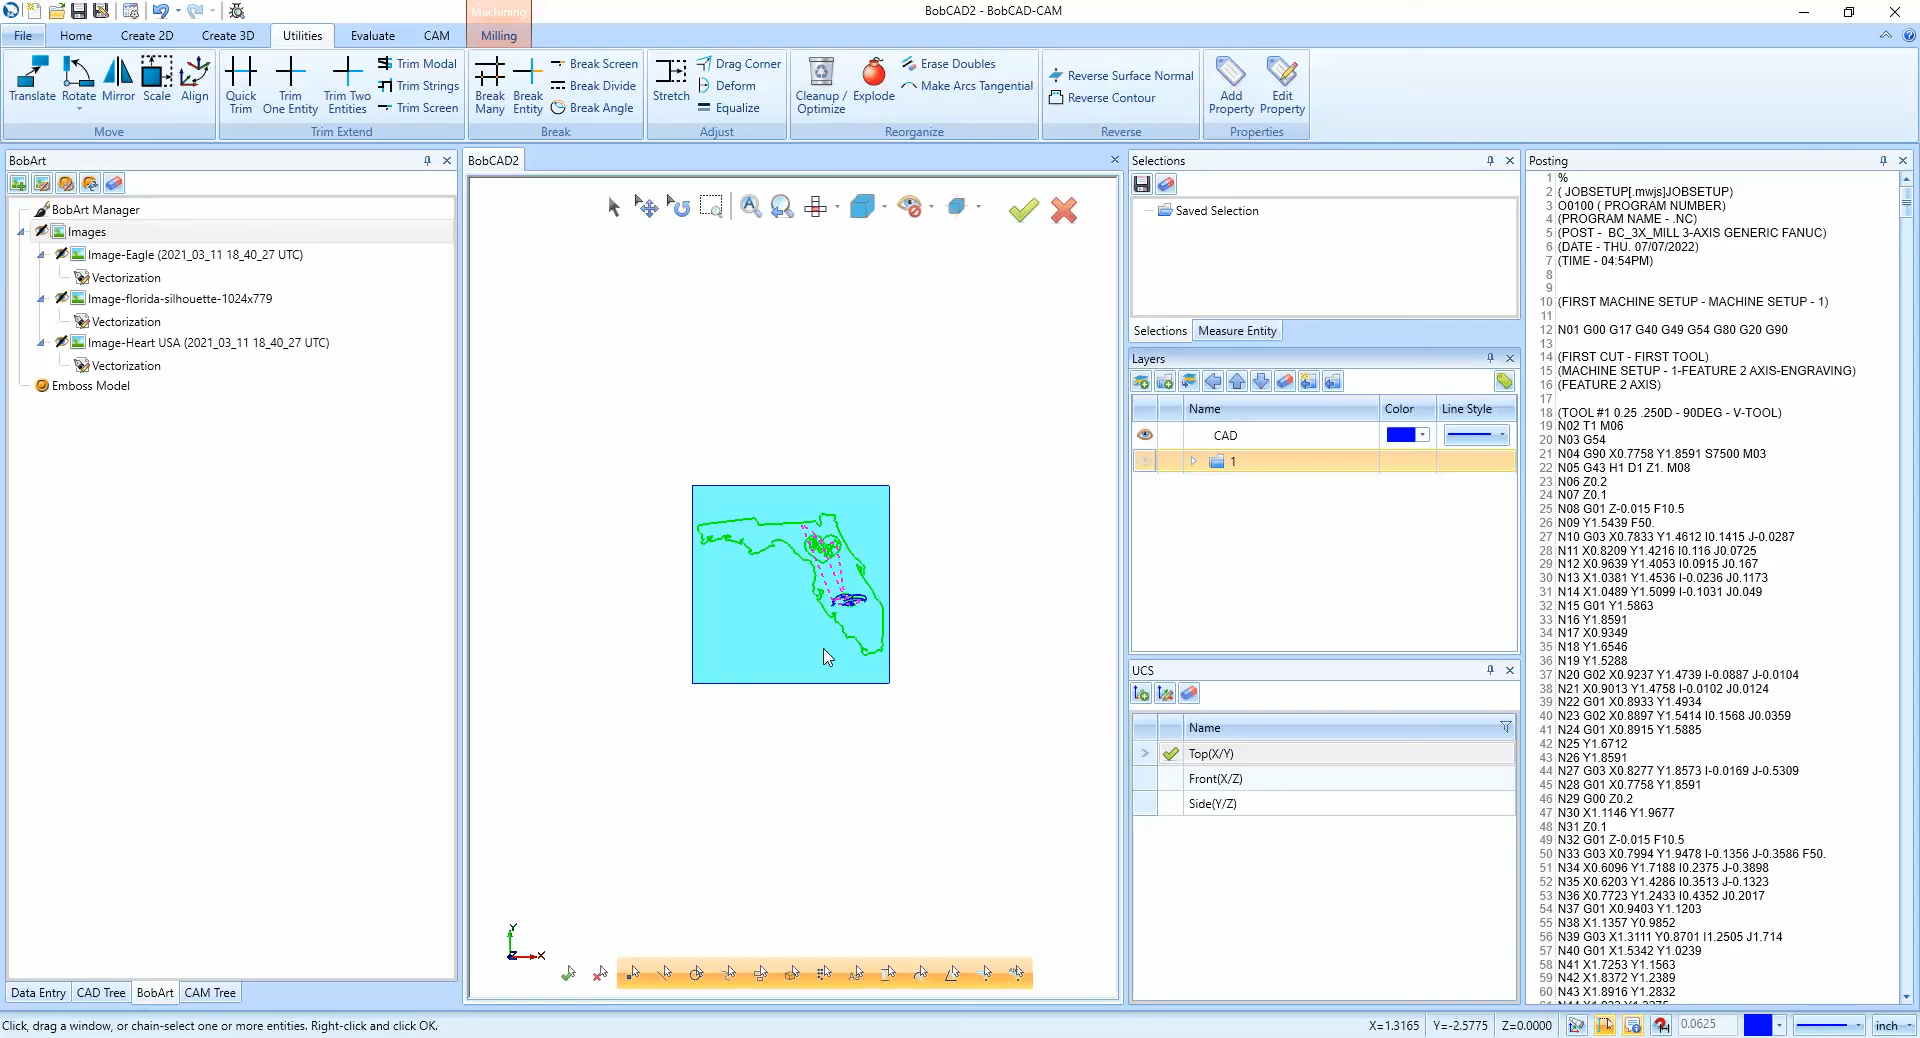 BobCAD2 - BobCAD-CAM
Machining
File
Home
Create 2D
Create 3D
Utilities
Evaluate
CAM
Milling
Translate
Rotate
Mirror
Scale
Align
Move
Quick Trim
Trim One Entity
Trim Two Entities
Trim Modal
Trim Strings
Trim Screen
Trim Extend
Break Many
Break Entity
Break Screen
Break Divide
Break Angle
Break
Stretch
Drag Corner
Deform
Equalize
Adjust
Cleanup / Optimize
Explode
Erase Doubles
Make Arcs Tangential
Reorganize
Reverse Surface Normal
Reverse Contour
Reverse
Add Property
Edit Property
Properties
BobArt
BobArt Manager
Images
Image-Eagle (2021_03_11 18_40_27 UTC)
Vectorization
Image-florida-silhouette-1024x779
Vectorization
Image-Heart USA (2021_03_11 18_40_27 UTC)
Vectorization
Emboss Model
Data Entry
CAD Tree
BobArt
CAM Tree
BobCAD2
Y
X
Selections
Saved Selection
Selections
Measure Entity
Layers
Name
Color
Line Style
CAD
1
UCS
Name
Top(X/Y)
Front(X/Z)
Side(Y/Z)
Posting
1 %
2 ( JOBSETUP[.mwjs]JOBSETUP)
3 O0100 ( PROGRAM NUMBER)
4 (PROGRAM NAME - .NC)
5 (POST -  BC_3X_MILL 3-AXIS GENERIC FANUC)
6 (DATE - THU. 07/07/2022)
7 (TIME - 04:54PM)
8
9
10 (FIRST MACHINE SETUP - MACHINE SETUP - 1)
11
12 N01 G00 G17 G40 G49 G54 G80 G20 G90
13
14 (FIRST CUT - FIRST TOOL)
15 (MACHINE SETUP - 1-FEATURE 2 AXIS-ENGRAVING)
16 (FEATURE 2 AXIS)
17
18 (TOOL #1 0.25 .250D - 90DEG - V-TOOL)
19 N02 T1 M06
20 N03 G54
21 N04 G90 X0.7758 Y1.8591 S7500 M03
22 N05 G43 H1 D1 Z1. M08
23 N06 Z0.2
24 N07 Z0.1
25 N08 G01 Z-0.015 F10.5
26 N09 Y1.5439 F50.
27 N10 G03 X0.7833 Y1.4612 I0.1415 J-0.0287
28 N11 X0.8209 Y1.4216 I0.116 J0.0725
29 N12 X0.9639 Y1.4053 I0.0915 J0.167
30 N13 X1.0381 Y1.4536 I-0.0236 J0.1173
31 N14 X1.0489 Y1.5099 I-0.1031 J0.049
32 N15 G01 Y1.5863
33 N16 Y1.8591
34 N17 X0.9349
35 N18 Y1.6546
36 N19 Y1.5288
37 N20 G02 X0.9237 Y1.4739 I-0.0887 J-0.0104
38 N21 X0.9013 Y1.4758 I-0.0102 J0.0124
39 N22 G01 X0.8933 Y1.4934
40 N23 G02 X0.8897 Y1.5414 I0.1568 J0.0359
41 N24 G01 X0.8915 Y1.5885
42 N25 Y1.6712
43 N26 Y1.8591
44 N27 G03 X0.8277 Y1.8573 I-0.0169 J-0.5309
45 N28 G01 X0.7758 Y1.8591
46 N29 G00 Z0.2
47 N30 X1.1146 Y1.9677
48 N31 Z0.1
49 N32 G01 Z-0.015 F10.5
50 N33 G03 X0.7994 Y1.9478 I-0.1356 J-0.3586 F50.
51 N34 X0.6096 Y1.7188 I0.2375 J-0.3898
52 N35 X0.6203 Y1.4286 I0.3513 J-0.1323
53 N36 X0.7723 Y1.2433 I0.4352 J0.2017
54 N37 G01 X0.9403 Y1.1203
55 N38 X1.1357 Y0.9852
56 N39 G03 X1.3111 Y0.8701 I1.2505 J1.714
57 N40 G01 X1.5342 Y1.0239
58 N41 X1.7253 Y1.1563
59 N42 X1.8372 Y1.2389
60 N43 X1.8916 Y1.2832
Click, drag a window, or chain-select one or more entities. Right-click and click OK.
X=1.3165
Y=-2.5775
Z=0.0000
0.0625
inch